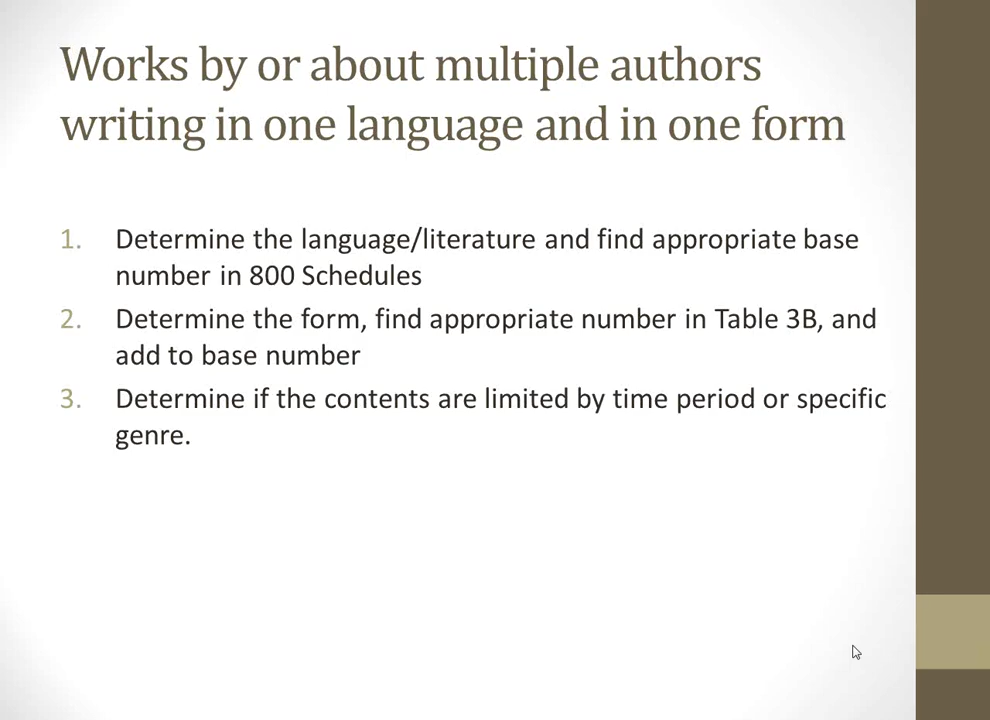 Works by or about multiple authors
writing in one language and in one form
1. Determine the language/literature and find appropriate base
number in 800 Schedules
2. Determine the form, find appropriate number in Table 3B, and
add to base number
3. Determine if the contents are limited by time period or specific
genre.